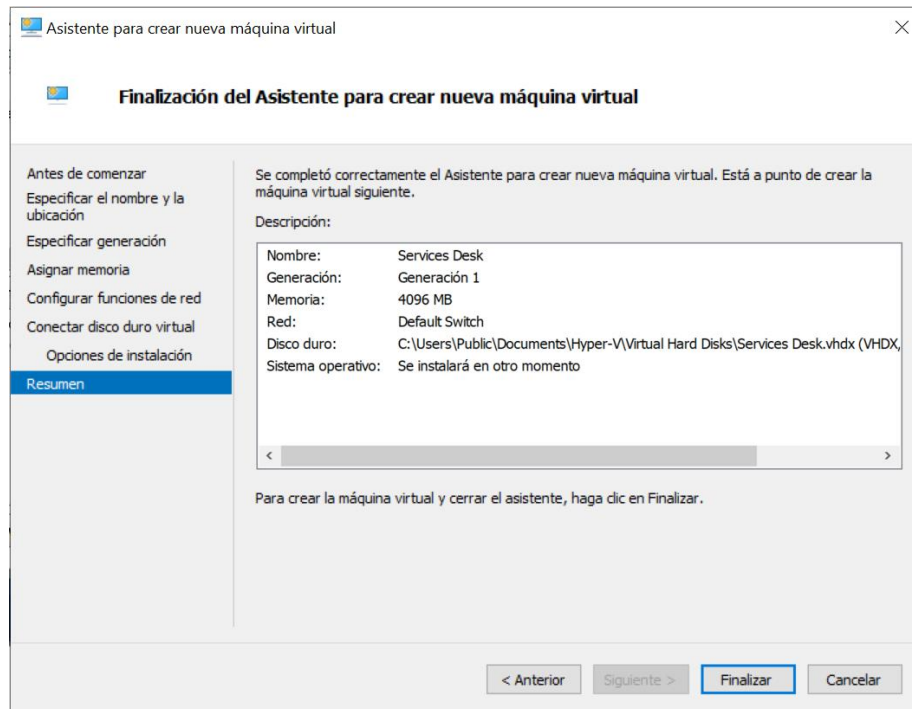 Asistente para crear nueva máquina virtual
Finalización del Asistente para crear nueva máquina virtual
Antes de comenzar
Especificar el nombre y la
ubicación
Especificar generación
Asignar memoria
Configurar funciones de red
Conectar disco duro virtual
Opciones de instalación
Resumen
Se completó correctamente el Asistente para crear nueva máquina virtual. Está a punto de crear la
máquina virtual siguiente.
Descripción:
Nombre: Services Desk
Generación: Generación 1
Memoria: 4096 MB
Red: Default Switch
Disco duro: C:\Users\Public\Documents\Hyper-V\Virtual Hard Disks\Services Desk.vhdx (VHDX,
Sistema operativo: Se instalará en otro momento
Para crear la máquina virtual y cerrar el asistente, haga clic en Finalizar.
< Anterior Siguiente > Finalizar Cancelar